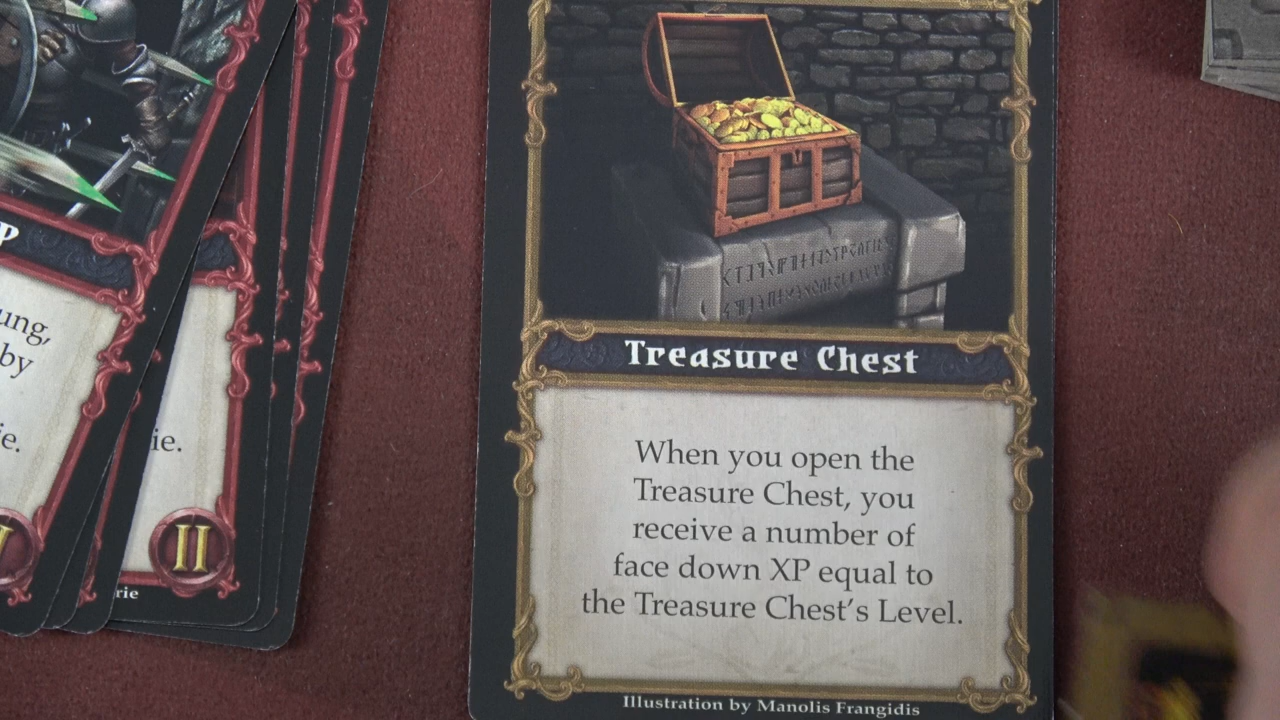 ung,
by
ie.
ie.
II
rie
Treasure Chest
When you open the
Treasure Chest, you
receive a number of
face down XP equal to
the Treasure Chest's Level.
Illustration by Manolis Frangidis